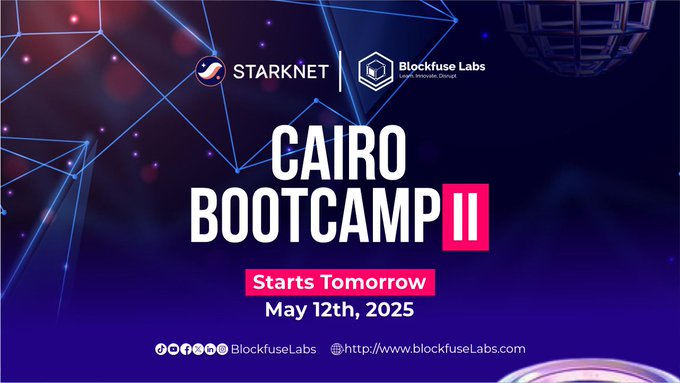 STARKNET
Blockfuse Labs
Learn. Innovate. Disrupt.
CAIRO
BOOTCAMP II
Starts Tomorrow
May 12th, 2025
BlockfuseLabs http://www.blockfuseLabs.com